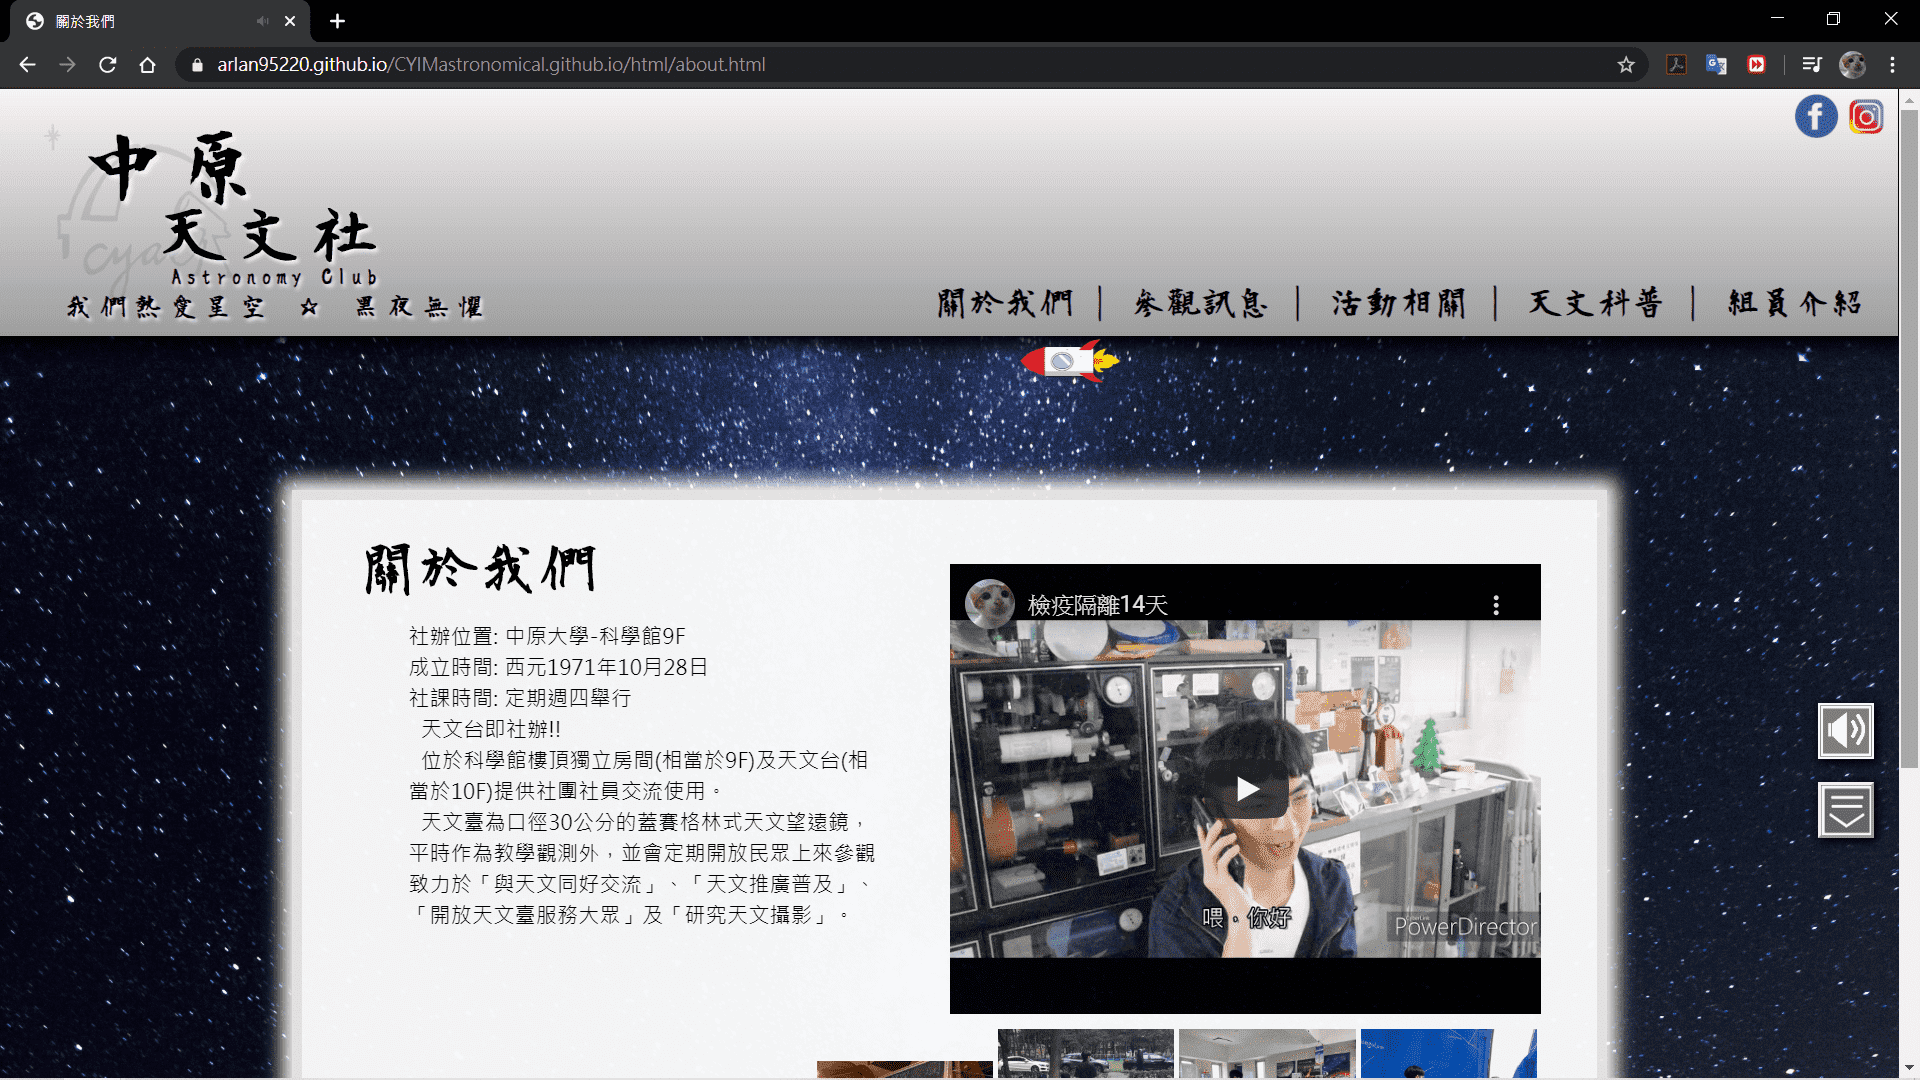 關於我們
arlan95220.github.io/CYIMastronomical.github.io/html/about.html
中原
天文社
Astronomy Club
我們熱愛星空 ☆ 黑夜無懼
關於我們 | 參觀訊息 | 活動相關 | 天文科普 | 組員介紹
關於我們
社辦位置: 中原大學-科學館9F
成立時間: 西元1971年10月28日
社課時間: 定期週四舉行
天文台即社辦!!
位於科學館樓頂獨立房間(相當於9F)及天文台(相
當於10F)提供社團社員交流使用。
天文臺為口徑30公分的蓋賽格林式天文望遠鏡，
平時作為教學觀測外，並會定期開放民眾上來參觀
致力於「與天文同好交流」、「天文推廣普及」、
「開放天文臺服務大眾」及「研究天文攝影」。
檢疫隔離14天
喂。你好
PowerDirector